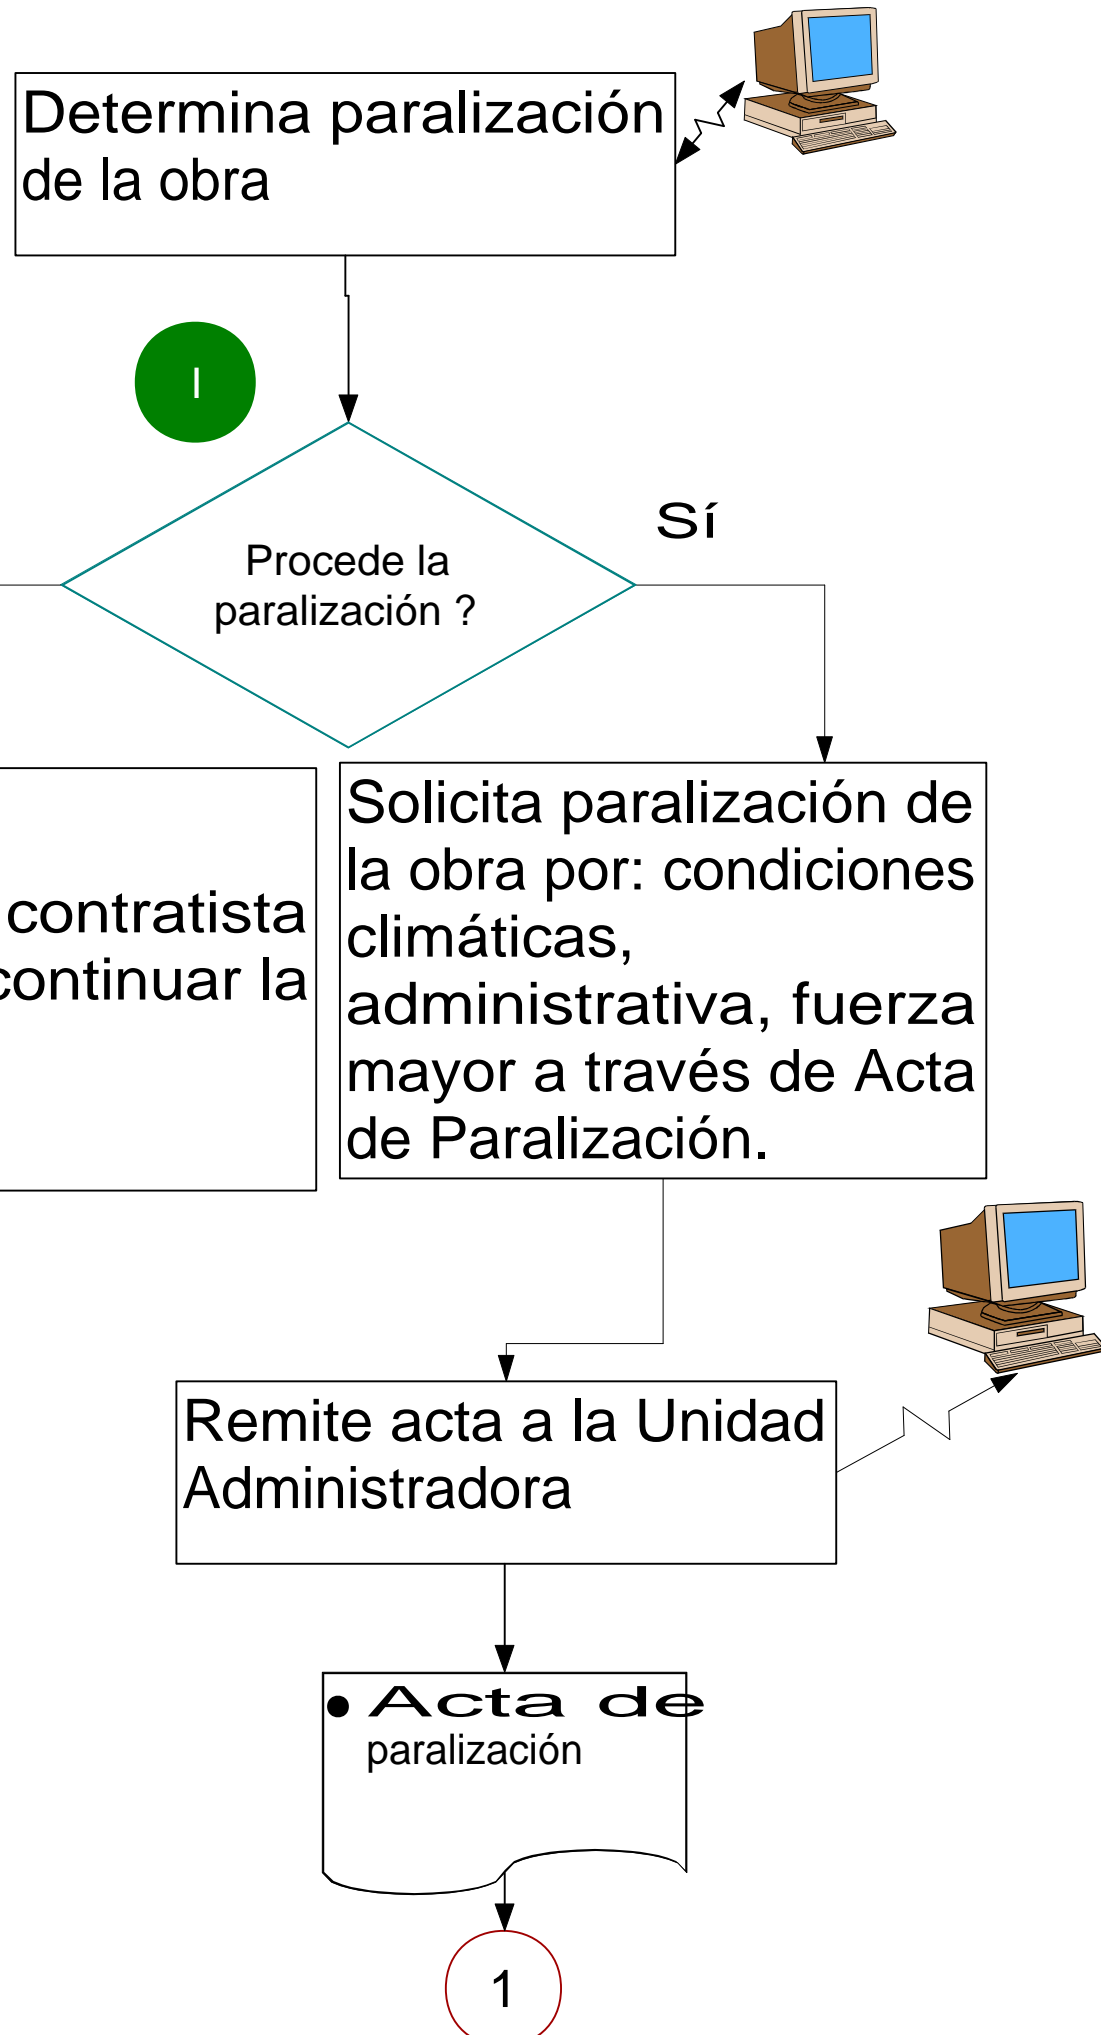 Determina paralización
de la obra
I
Sí
Procede la
paralización ?
contratista
continuar la
Solicita paralización de
la obra por: condiciones
climáticas,
administrativa, fuerza
mayor a través de Acta
de Paralización.
Remite acta a la Unidad
Administradora
• Acta de
paralización
1